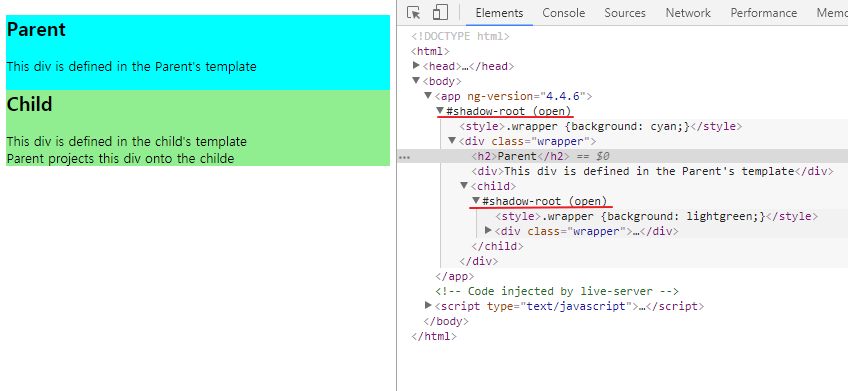 Parent
This div is defined in the Parent's template
Child
This div is defined in the child's template
Parent projects this div onto the childe
Elements Console Sources Network Performance Memo
<!DOCTYPE html>
<html>
▶<head>…</head>
▼<body>
▼<app ng-version="4.4.6">
▼#shadow-root (open)
<style>.wrapper {background: cyan;}</style>
▼<div class="wrapper">
… <h2>Parent</h2> == $0
<div>This div is defined in the Parent's template</div>
▼<child>
▼#shadow-root (open)
<style>.wrapper {background: lightgreen;}</style>
▶<div class="wrapper">…</div>
</child>
</div>
</app>
<!-- Code injected by live-server -->
▶<script type="text/javascript">…</script>
</body>
</html>